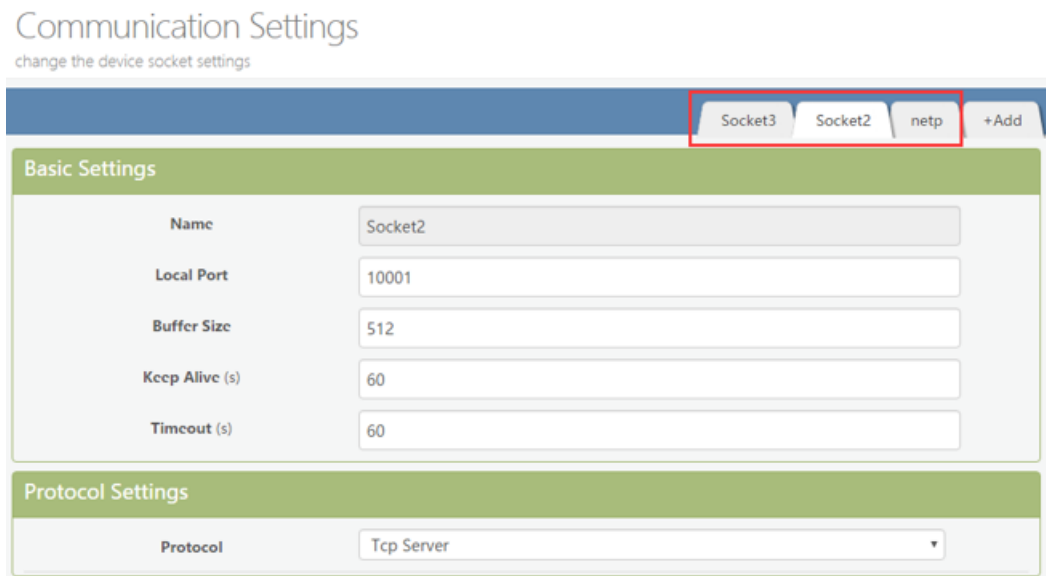 Communication Settings
change the device socket settings
Socket3 Socket2 netp +Add
Basic Settings
Name Socket2
Local Port 10001
Buffer Size 512
Keep Alive (s) 60
Timeout (s) 60
Protocol Settings
Protocol Tcp Server